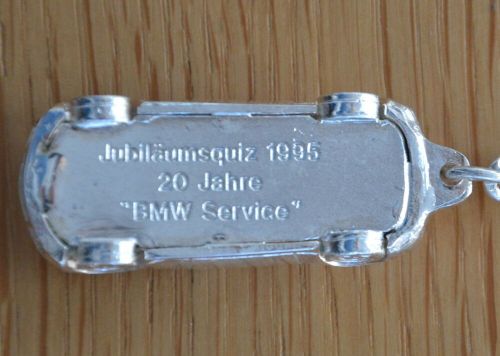 Jubiläumsquiz 1995
20 Jahre
"BMW Service"